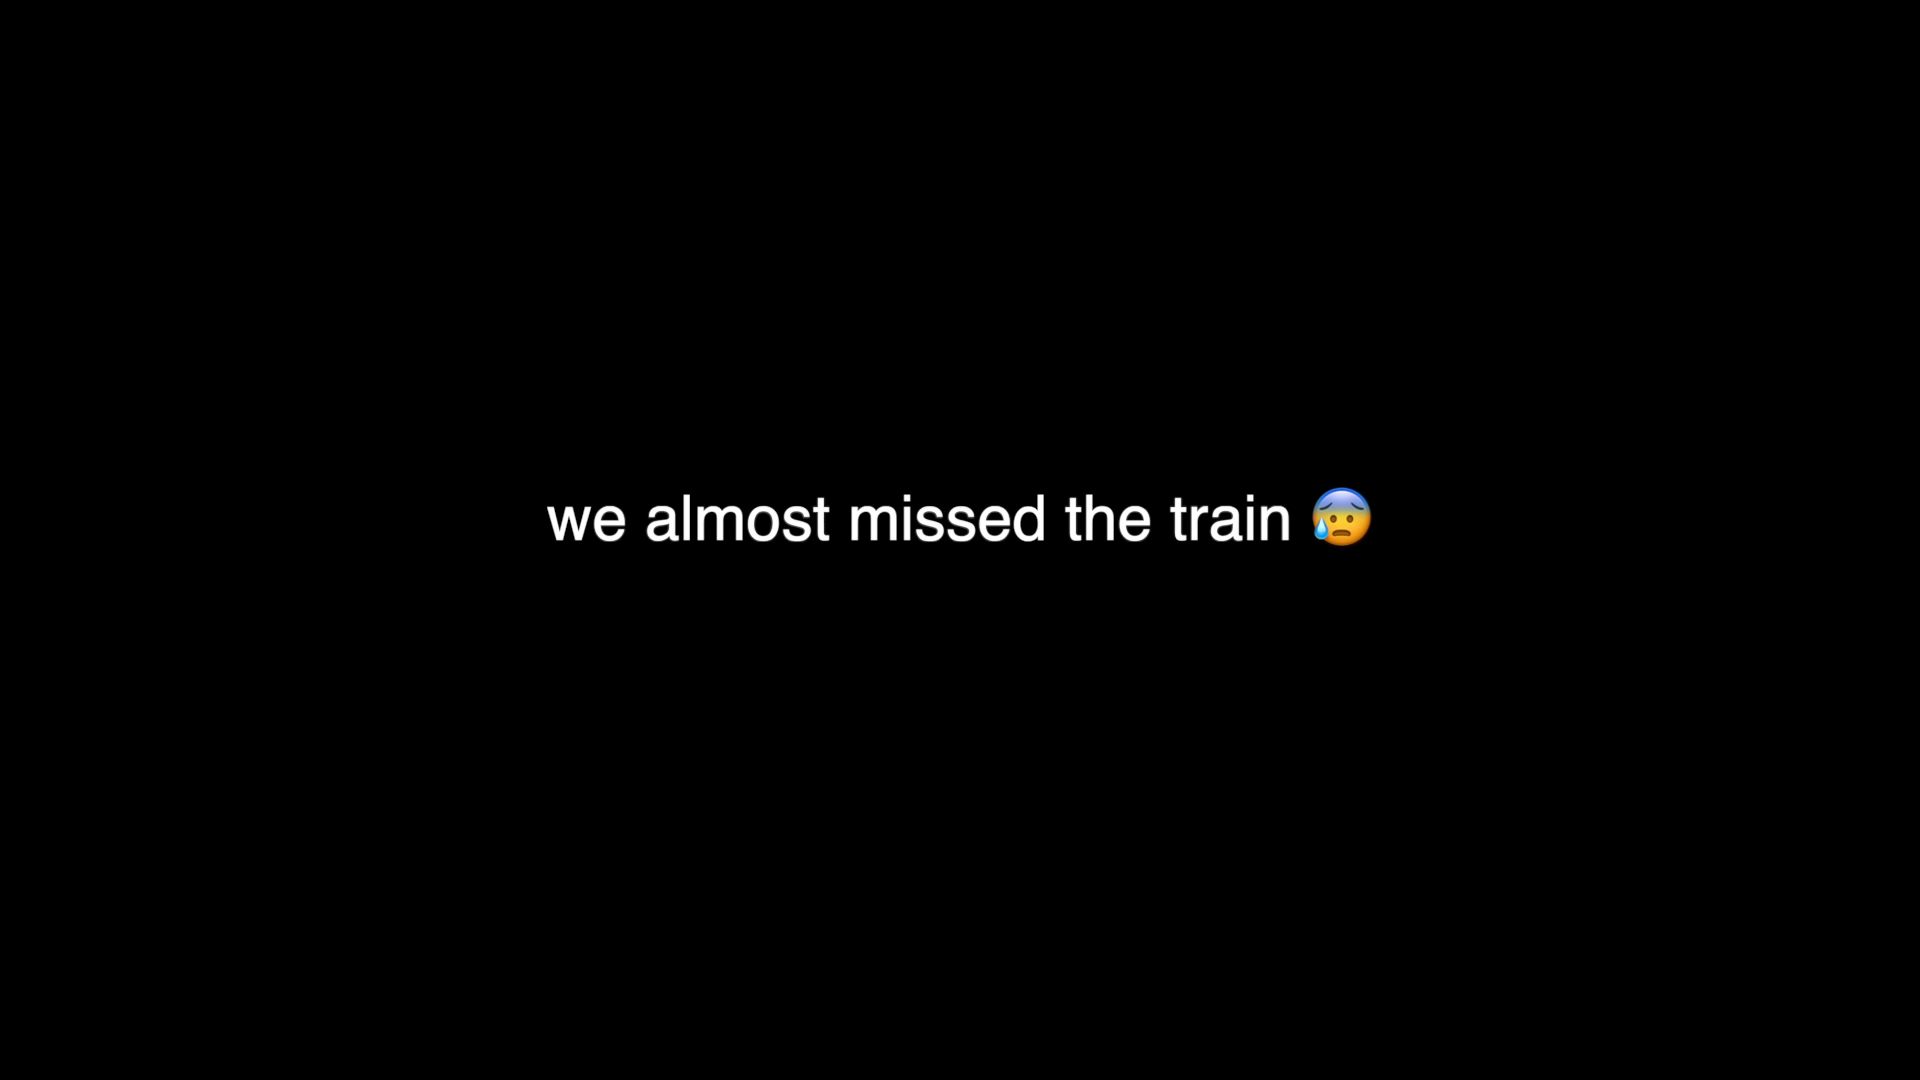 we almost missed the train 😰